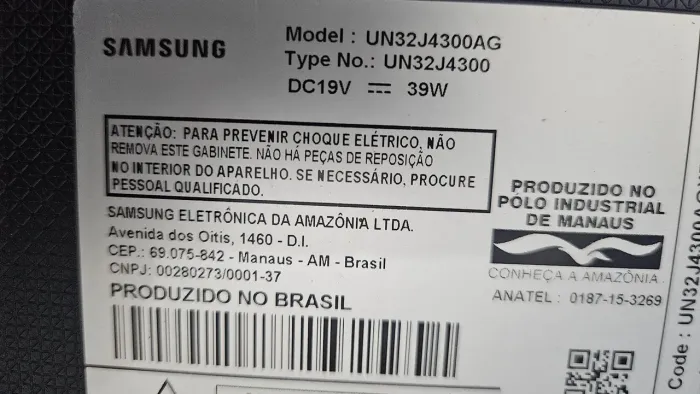 SAMSUNG
Model : UN32J4300AG
Type No.: UN32J4300
DC19V ⎓ 39W
ATENÇÃO: PARA PREVENIR CHOQUE ELÉTRICO, NÃO
REMOVA ESTE GABINETE. NÃO HÁ PEÇAS DE REPOSIÇÃO
NO INTERIOR DO APARELHO. SE NECESSÁRIO, PROCURE
PESSOAL QUALIFICADO.
SAMSUNG ELETRÔNICA DA AMAZÔNIA LTDA.
Avenida dos Oitis, 1460 - D.I.
CEP.: 69.075-842 - Manaus - AM - Brasil
CNPJ: 00280273/0001-37
PRODUZIDO NO BRASIL
PRODUZIDO NO
PÓLO INDUSTRIAL
DE MANAUS
CONHEÇA A AMAZÔNIA
ANATEL : 0187-15-3269
Code : UN32J4300AG